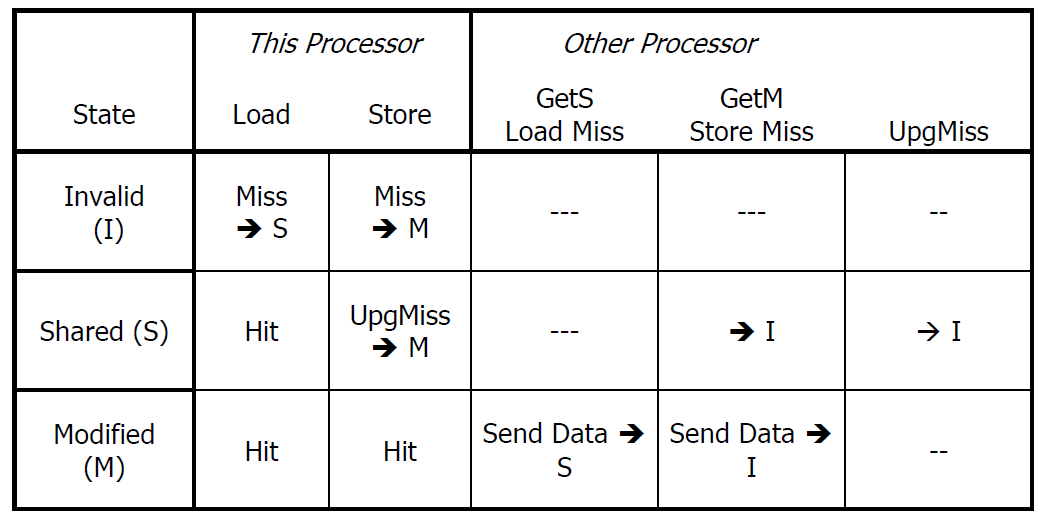 This Processor Other Processor
State Load Store GetS Load Miss GetM Store Miss UpgMiss
Invalid (I) Miss ➔ S Miss ➔ M --- --- --
Shared (S) Hit UpgMiss ➔ M --- ➔ I → I
Modified (M) Hit Hit Send Data ➔ S Send Data ➔ I --